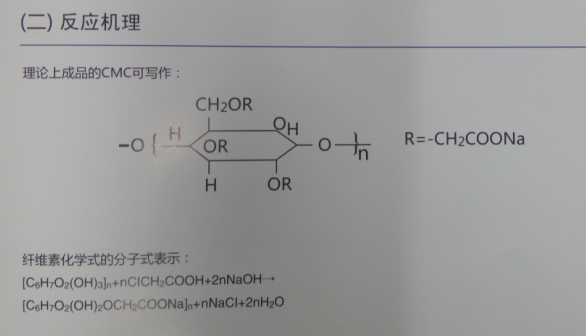 (二) 反应机理
理论上成品的CMC可写作：
CH₂OR
H OH
-O { OR O }n R=-CH₂COONa
H OR
纤维素化学式的分子式表示：
[C₆H₇O₂(OH)₃]ₙ+nClCH₂COOH+2nNaOH→
[C₆H₇O₂(OH)₂OCH₂COONa]ₙ+nNaCl+2nH₂O